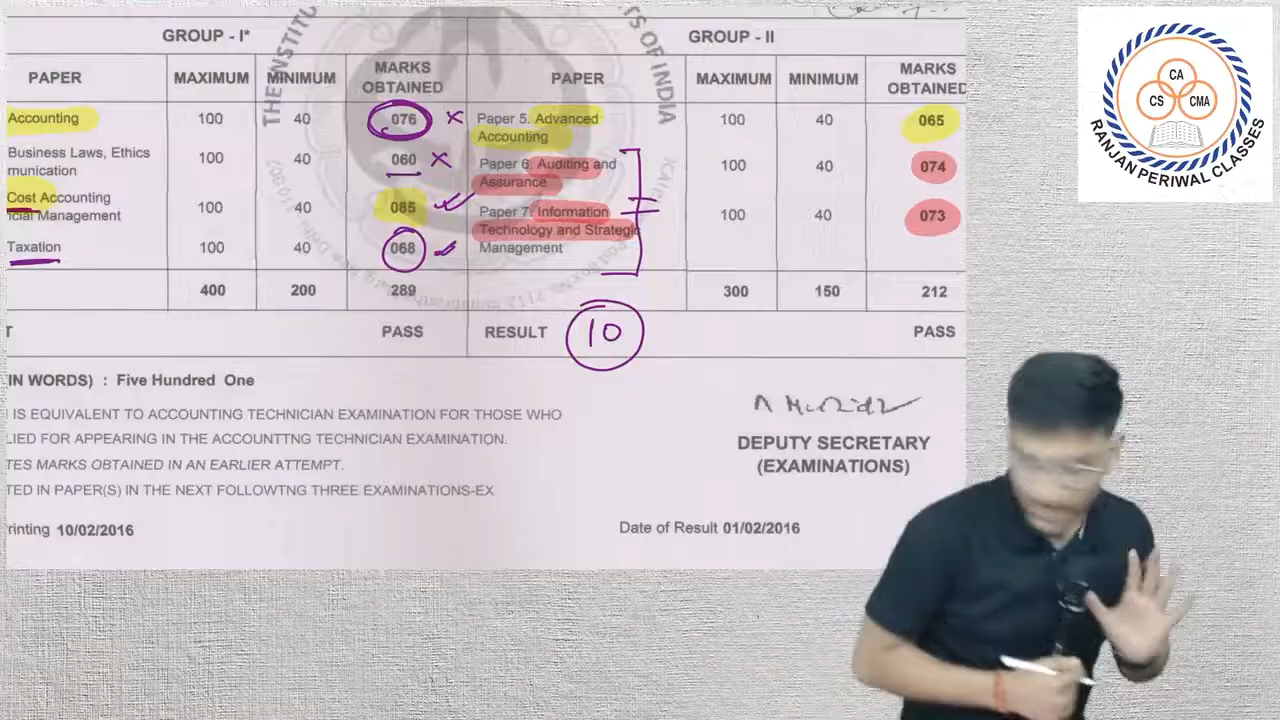 GROUP - I*
GROUP - II
PAPER
MAXIMUM
MINIMUM
MARKS
OBTAINED
PAPER
MAXIMUM
MINIMUM
MARKS
OBTAINED
Accounting
100
40
076
x
Paper 5. Advanced
Accounting
100
40
065
Business Laws, Ethics
munication
100
40
060
x
Paper 6. Auditing and
Assurance
100
40
074
Cost Accounting
cial Management
100
40
085
Paper 7. Information
Technology and Strategic
Management
100
40
073
Taxation
100
40
068
400
200
289
300
150
212
T
PASS
RESULT
10
PASS
IN WORDS) : Five Hundred One
IS EQUIVALENT TO ACCOUNTING TECHNICIAN EXAMINATION FOR THOSE WHO
LIED FOR APPEARING IN THE ACCOUNTTNG TECHNICIAN EXAMINATION.
TES MARKS OBTAINED IN AN EARLIER ATTEMPT.
TED IN PAPER(S) IN THE NEXT FOLLOWTNG THREE EXAMINATIONS-EX
DEPUTY SECRETARY
(EXAMINATIONS)
rinting 10/02/2016
Date of Result 01/02/2016
CA
CS
CMA
RANJAN PERIWAL CLASSES